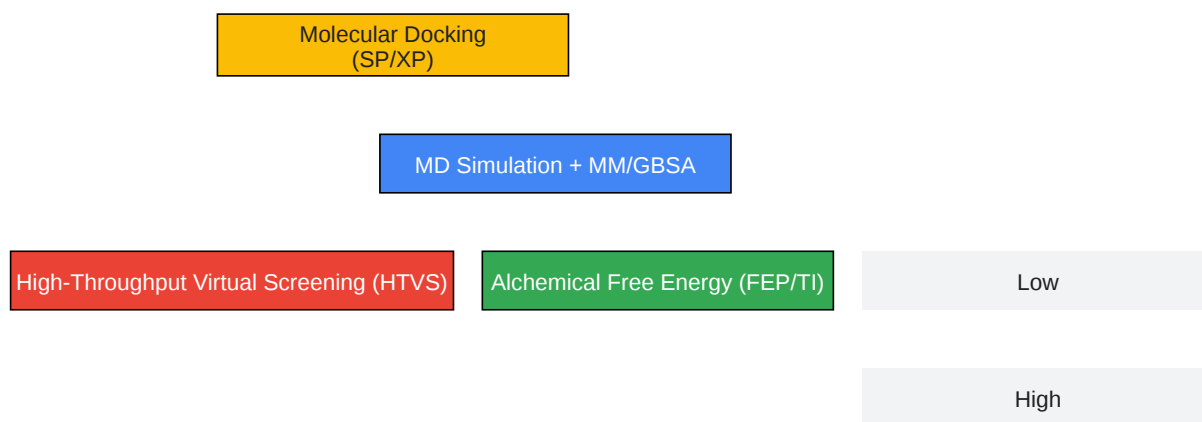 Molecular Docking
(SP/XP)
MD Simulation + MM/GBSA
High-Throughput Virtual Screening (HTVS)
Alchemical Free Energy (FEP/TI)
Low
High